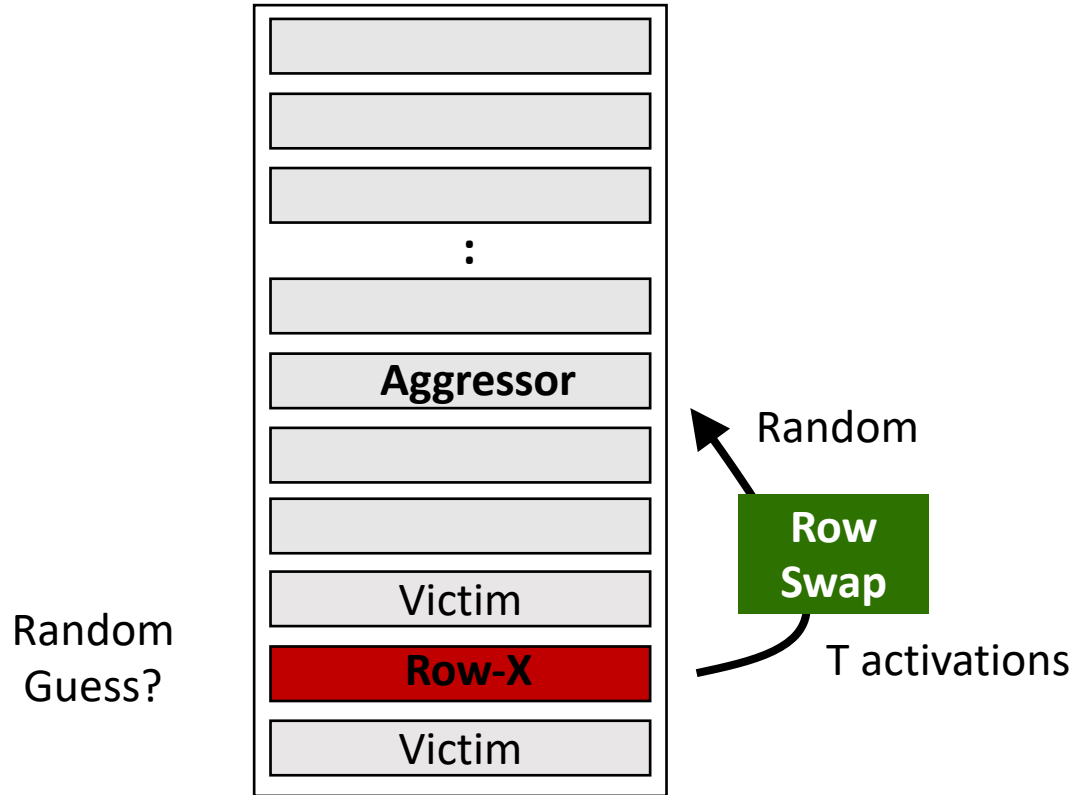 :
Aggressor
Random
Row
Swap
Victim
Random
Guess?
Row-X
T activations
Victim